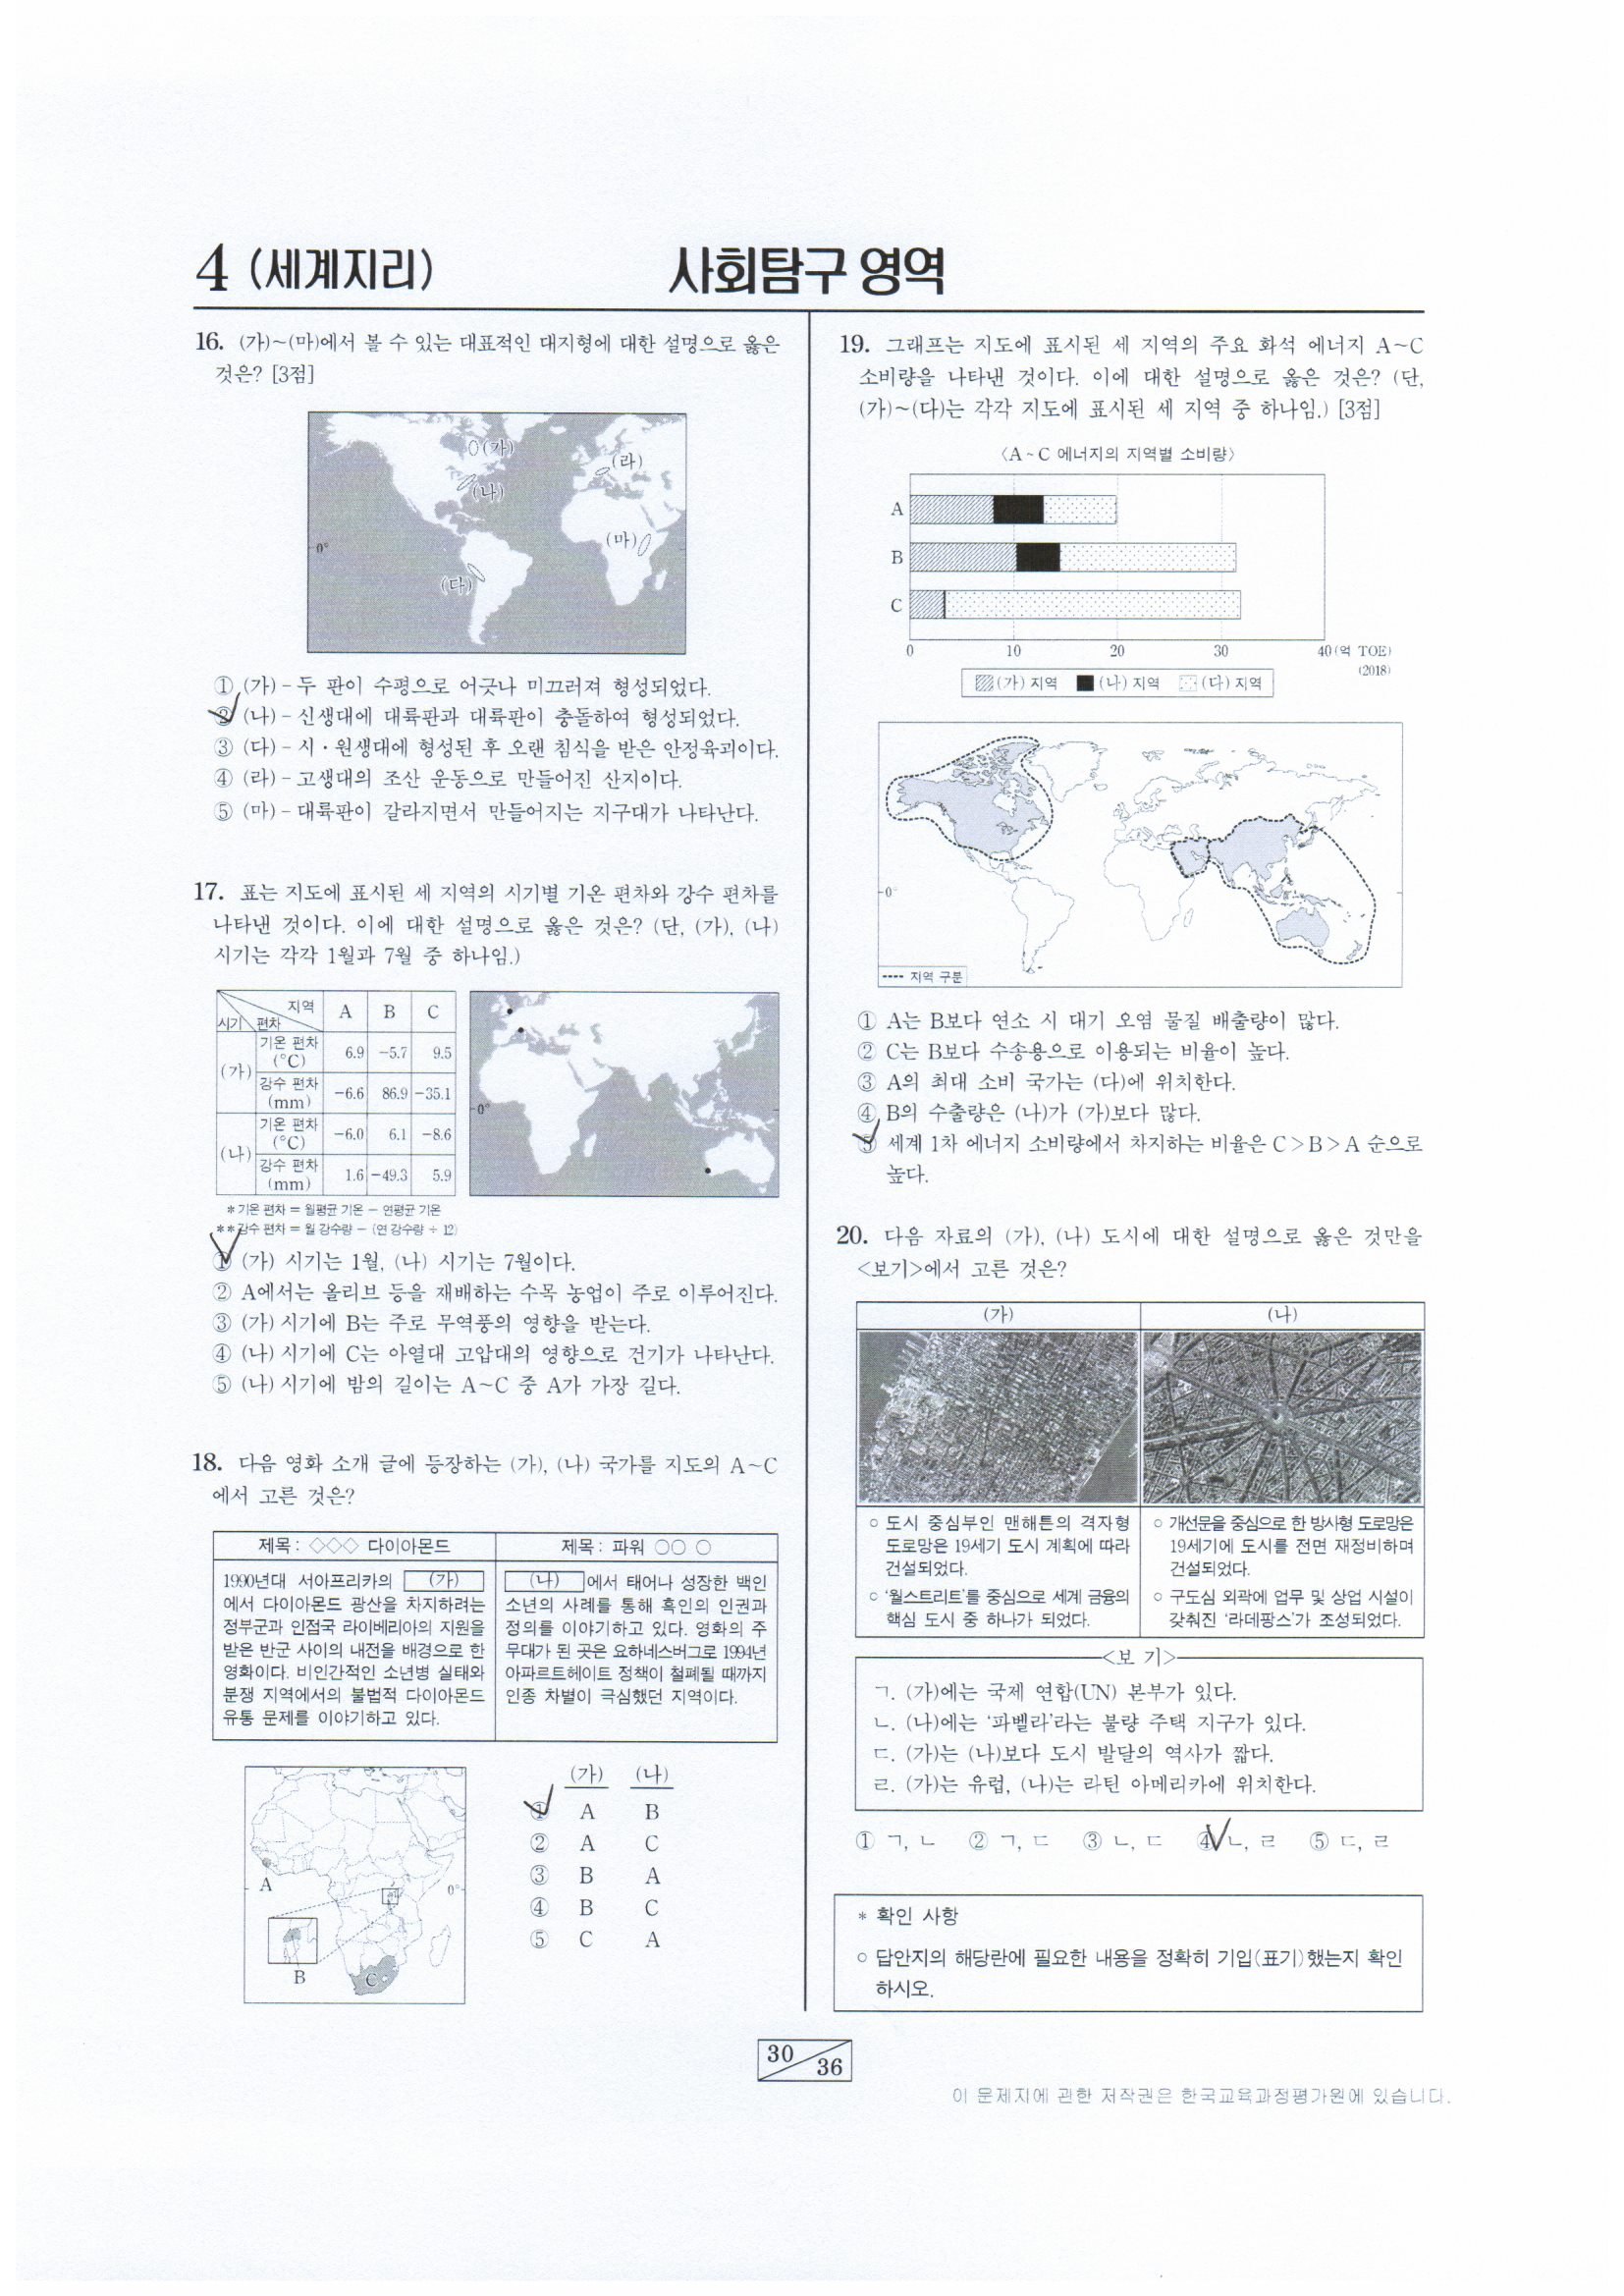 4 (세계지리)
사회탐구 영역
16. (가)~(마)에서 볼 수 있는 대표적인 대지형에 대한 설명으로 옳은
것은? [3점]
(가)
(라)
(나)
(마)
0°
(다)
① (가) - 두 판이 수평으로 어긋나 미끄러져 형성되었다.
② (나) - 신생대에 대륙판과 대륙판이 충돌하여 형성되었다.
③ (다) - 시·원생대에 형성된 후 오랜 침식을 받은 안정육괴이다.
④ (라) - 고생대의 조산 운동으로 만들어진 산지이다.
⑤ (마) - 대륙판이 갈라지면서 만들어지는 지구대가 나타난다.
17. 표는 지도에 표시된 세 지역의 시기별 기온 편차와 강수 편차를
나타낸 것이다. 이에 대한 설명으로 옳은 것은? (단, (가), (나)
시기는 각각 1월과 7월 중 하나임.)
시기 편차 지역 A B C
(가) 기온 편차 (°C) 6.9 -5.7 9.5
강수 편차 (mm) -6.6 86.9 -35.1
(나) 기온 편차 (°C) -6.0 6.1 -8.6
강수 편차 (mm) 1.6 -49.3 5.9
0°
* 기온 편차 = 월평균 기온 - 연평균 기온
** 강수 편차 = 월 강수량 - (연 강수량 ÷ 12)
① (가) 시기는 1월, (나) 시기는 7월이다.
② A에서는 올리브 등을 재배하는 수목 농업이 주로 이루어진다.
③ (가) 시기에 B는 주로 무역풍의 영향을 받는다.
④ (나) 시기에 C는 아열대 고압대의 영향으로 건기가 나타난다.
⑤ (나) 시기에 밤의 길이는 A~C 중 A가 가장 길다.
18. 다음 영화 소개 글에 등장하는 (가), (나) 국가를 지도의 A~C
에서 고른 것은?
제목: ◇◇◇ 다이아몬드
1990년대 서아프리카의 (가)
에서 다이아몬드 광산을 차지하려는
정부군과 인접국 라이베리아의 지원을
받은 반군 사이의 내전을 배경으로 한
영화이다. 비인간적인 소년병 실태와
분쟁 지역에서의 불법적 다이아몬드
유통 문제를 이야기하고 있다.
제목: 파워 ○○ ○
(나) 에서 태어나 성장한 백인
소년의 사례를 통해 흑인의 인권과
정의를 이야기하고 있다. 영화의 주
무대가 된 곳은 요하네스버그로 1994년
아파르트헤이트 정책이 철폐될 때까지
인종 차별이 극심했던 지역이다.
A
0°
B
C
(가) (나)
① A B
② A C
③ B A
④ B C
⑤ C A
19. 그래프는 지도에 표시된 세 지역의 주요 화석 에너지 A~C
소비량을 나타낸 것이다. 이에 대한 설명으로 옳은 것은? (단,
(가)~(다)는 각각 지도에 표시된 세 지역 중 하나임.) [3점]
〈A ~ C 에너지의 지역별 소비량〉
A
B
C
0 10 20 30 40(억 TOE)
(2018)
(가) 지역 (나) 지역 (다) 지역
0°
---- 지역 구분
① A는 B보다 연소 시 대기 오염 물질 배출량이 많다.
② C는 B보다 수송용으로 이용되는 비율이 높다.
③ A의 최대 소비 국가는 (다)에 위치한다.
④ B의 수출량은 (나)가 (가)보다 많다.
⑤ 세계 1차 에너지 소비량에서 차지하는 비율은 C>B>A 순으로
높다.
20. 다음 자료의 (가), (나) 도시에 대한 설명으로 옳은 것만을
<보기>에서 고른 것은?
(가) (나)
○ 도시 중심부인 맨해튼의 격자형
도로망은 19세기 도시 계획에 따라
건설되었다.
○ '월스트리트'를 중심으로 세계 금융의
핵심 도시 중 하나가 되었다.
○ 개선문을 중심으로 한 방사형 도로망은
19세기에 도시를 전면 재정비하며
건설되었다.
○ 구도심 외곽에 업무 및 상업 시설이
갖춰진 '라데팡스'가 조성되었다.
<보 기>
ㄱ. (가)에는 국제 연합(UN) 본부가 있다.
ㄴ. (나)에는 '파벨라'라는 불량 주택 지구가 있다.
ㄷ. (가)는 (나)보다 도시 발달의 역사가 짧다.
ㄹ. (가)는 유럽, (나)는 라틴 아메리카에 위치한다.
① ㄱ, ㄴ ② ㄱ, ㄷ ③ ㄴ, ㄷ ④ ㄴ, ㄹ ⑤ ㄷ, ㄹ
* 확인 사항
○ 답안지의 해당란에 필요한 내용을 정확히 기입(표기)했는지 확인
하시오.
30 36
이 문제지에 관한 저작권은 한국교육과정평가원에 있습니다.